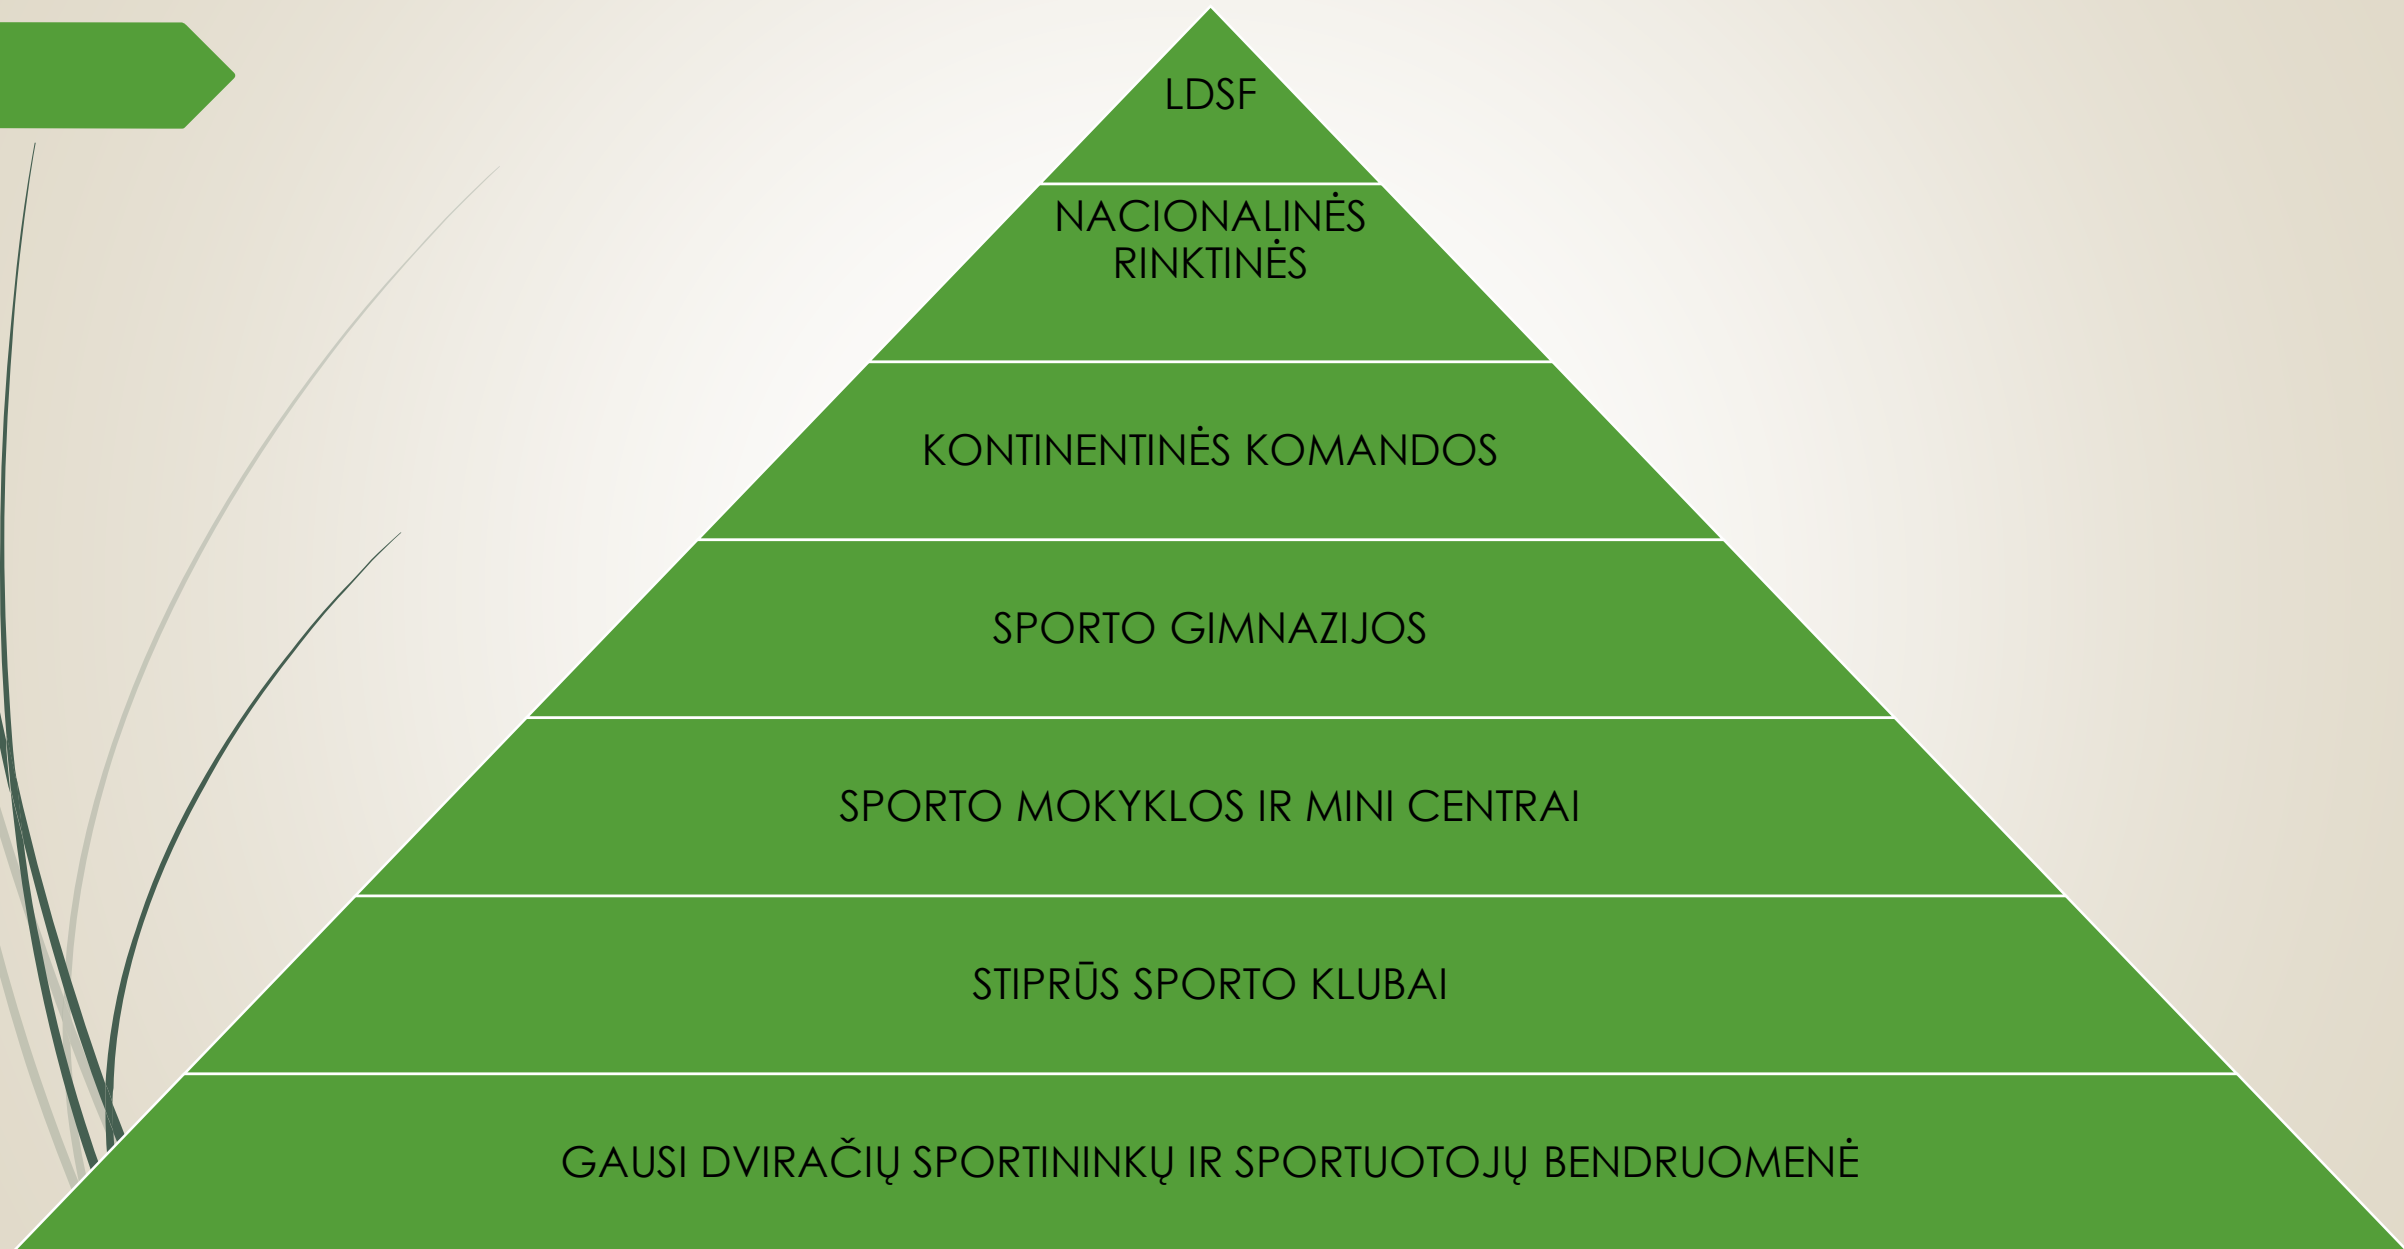 LDSF
NACIONALINĖS
RINKTINĖS
KONTINENTINĖS KOMANDOS
SPORTO GIMNAZIJOS
SPORTO MOKYKLOS IR MINI CENTRAI
STIPRŪS SPORTO KLUBAI
GAUSI DVIRAČIŲ SPORTININKŲ IR SPORTUOTOJŲ BENDRUOMENĖ